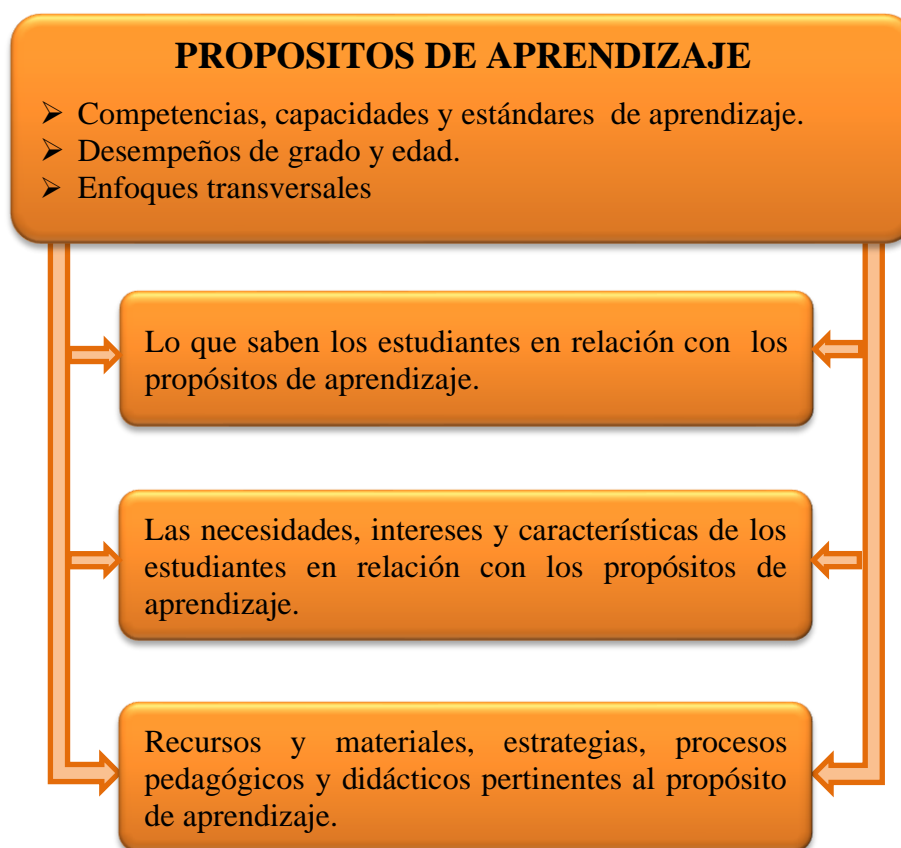 PROPOSITOS DE APRENDIZAJE
➢ Competencias, capacidades y estándares de aprendizaje.
➢ Desempeños de grado y edad.
➢ Enfoques transversales
Lo que saben los estudiantes en relación con los
propósitos de aprendizaje.
Las necesidades, intereses y características de los
estudiantes en relación con los propósitos de
aprendizaje.
Recursos y materiales, estrategias, procesos
pedagógicos y didácticos pertinentes al propósito
de aprendizaje.